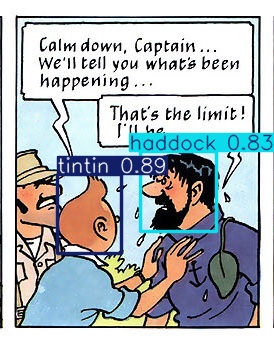 Calm down, Captain...
We'll tell you what's been
happening...
That's the limit!
I'll be
haddock 0.83
tintin 0.89